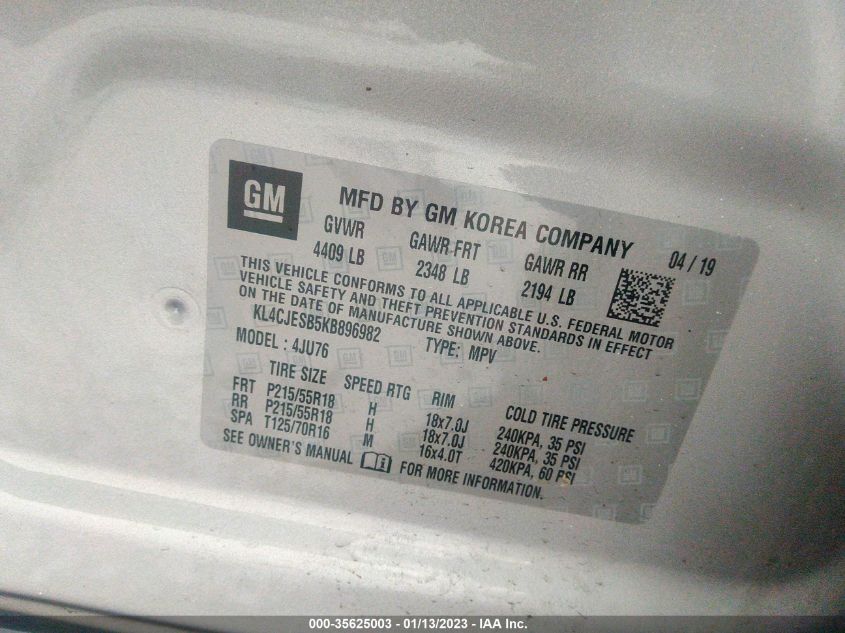 GM
MFD BY GM KOREA COMPANY 04 / 19
GVWR GAWR FRT GAWR RR
4409 LB 2348 LB 2194 LB
THIS VEHICLE CONFORMS TO ALL APPLICABLE U.S. FEDERAL MOTOR
VEHICLE SAFETY AND THEFT PREVENTION STANDARDS IN EFFECT
ON THE DATE OF MANUFACTURE SHOWN ABOVE.
KL4CJESB5KB896982 TYPE: MPV
MODEL : 4JU76
TIRE SIZE SPEED RTG RIM COLD TIRE PRESSURE
FRT P215/55R18 H 18x7.0J 240KPA, 35 PSI
RR P215/55R18 H 18x7.0J 240KPA, 35 PSI
SPA T125/70R16 M 16x4.0T 420KPA, 60 PSI
SEE OWNER'S MANUAL FOR MORE INFORMATION.
000-35625003 - 01/13/2023 - IAA Inc.